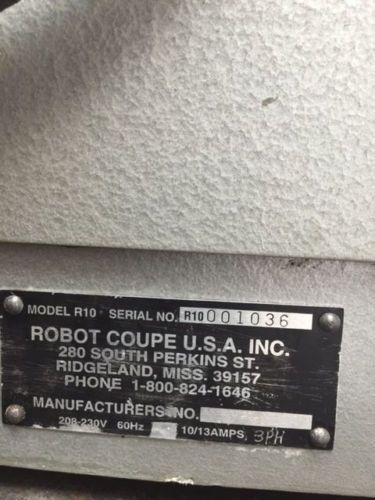 MODEL R10 SERIAL NO. R10 001036
ROBOT COUPE U.S.A. INC.
280 SOUTH PERKINS ST.
RIDGELAND, MISS. 39157
PHONE 1-800-824-1646
MANUFACTURERS NO.
208-230V 60Hz 10/13AMPS, 3PH